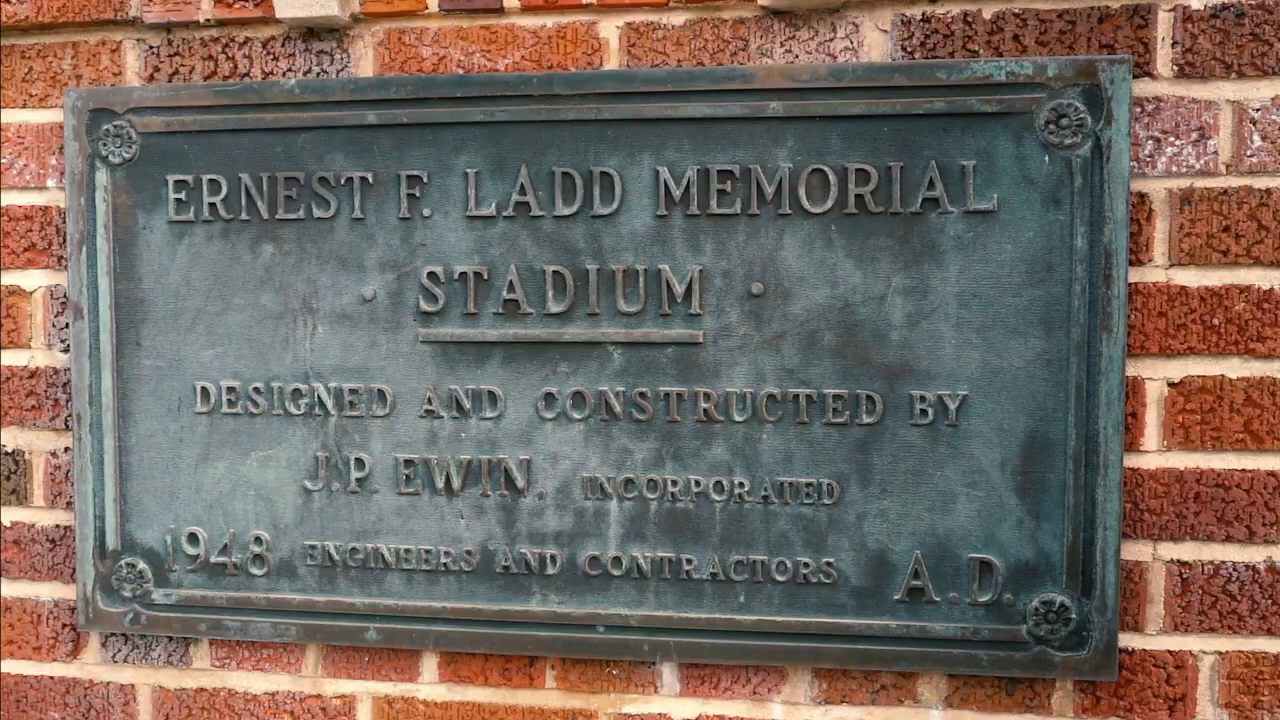 ERNEST F. LADD MEMORIAL
STADIUM
DESIGNED AND CONSTRUCTED BY
J.P. EWIN, INCORPORATED
1948 ENGINEERS AND CONTRACTORS A.D.